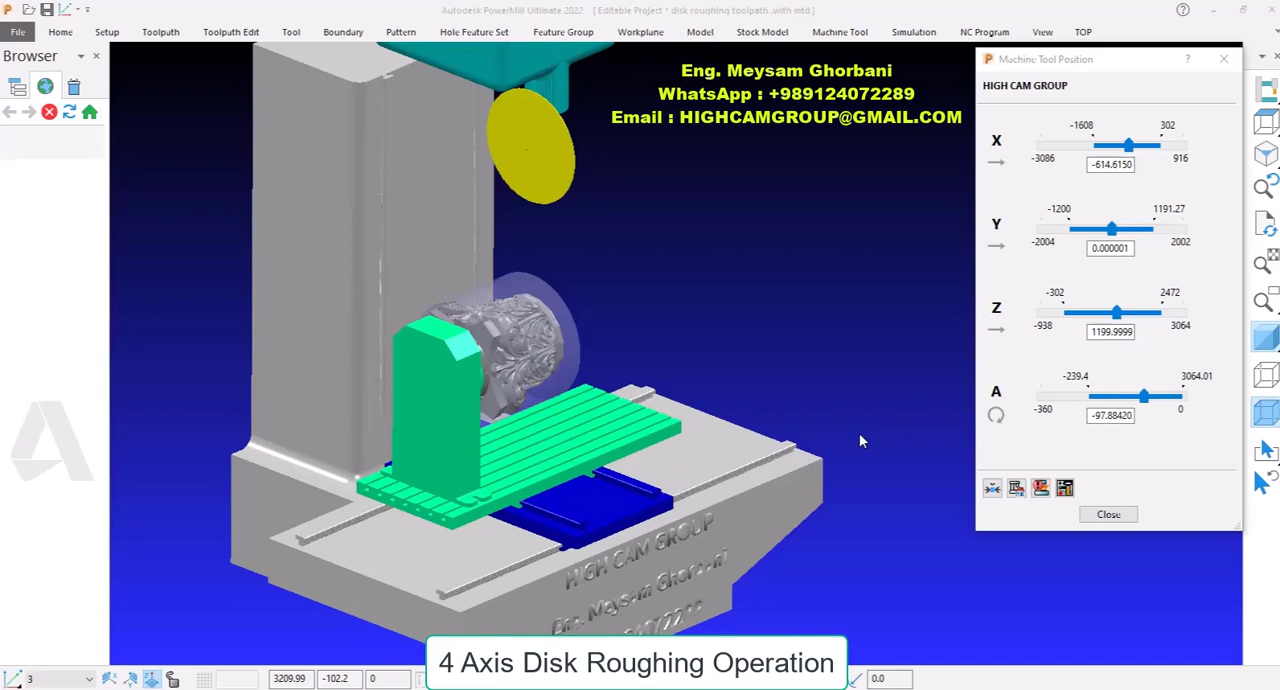 Autodesk PowerMill Ultimate 2022 [ Editable Project * disk roughing toolpath .with mtd ]
File Home Setup Toolpath Toolpath Edit Tool Boundary Pattern Hole Feature Set Feature Group Workplane Model Stock Model Machine Tool Simulation NC Program View TOP
Browser
Eng. Meysam Ghorbani
WhatsApp : +989124072289
Email : HIGHCAMGROUP@GMAIL.COM
Machine Tool Position
HIGH CAM GROUP
-1608 302
X
-3086 916
-614.6150
-1200 1191.27
Y
-2004 2002
0.000001
-302 2472
Z
-938 3064
1199.9999
-239.4 3064.01
A
-360 0
-97.88420
Close
HIGH CAM GROUP
Eng. Meysam Ghorbani
4 Axis Disk Roughing Operation
3 3209.99 -102.2 0 0.0